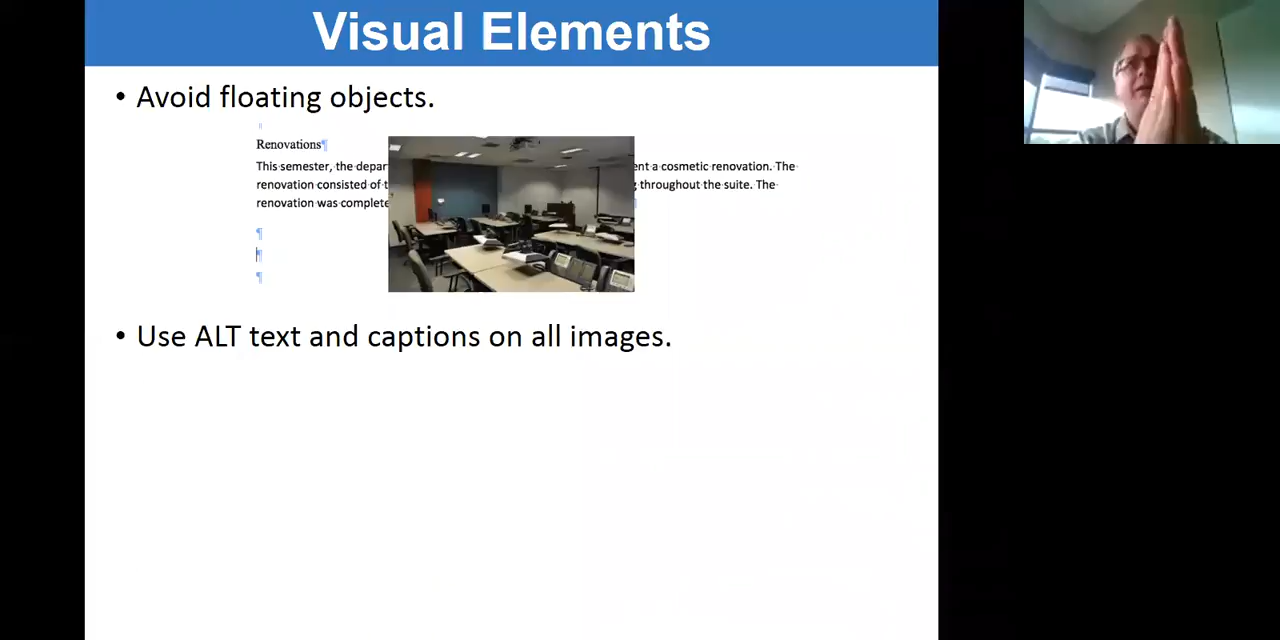 Visual Elements
• Avoid floating objects.
¶
Renovations¶
This·semester,·the·depar nt a·cosmetic·renovation.·The·
renovation·consisted·of·t throughout·the·suite.·The·
renovation·was·complete
¶
¶
¶
• Use ALT text and captions on all images.